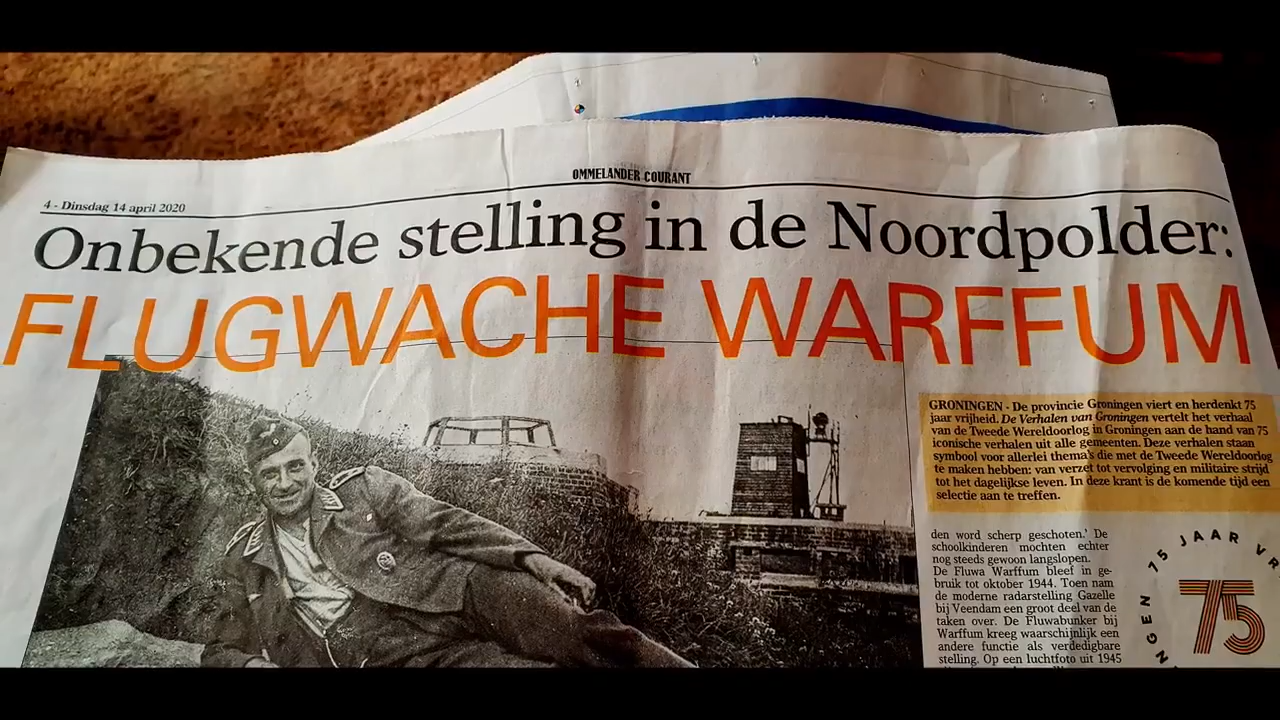 OMMELANDER COURANT
4 - Dinsdag 14 april 2020
Onbekende stelling in de Noordpolder:
FLUGWACHE WARFFUM
GRONINGEN - De provincie Groningen viert en herdenkt 75
jaar vrijheid. De Verhalen van Groningen vertelt het verhaal
van de Tweede Wereldoorlog in Groningen aan de hand van 75
iconische verhalen uit alle gemeenten. Deze verhalen staan
symbool voor allerlei thema's die met de Tweede Wereldoorlog
te maken hebben: van verzet tot vervolging en militaire strijd
tot het dagelijkse leven. In deze krant is de komende tijd een
selectie aan te treffen.
den word scherp geschoten.' De
schoolkinderen mochten echter
nog steeds gewoon langslopen.
De Fluwa Warffum bleef in ge-
bruik tot oktober 1944. Toen nam
de moderne radarstelling Gazelle
bij Veendam een groot deel van de
taken over. De Fluwabunker bij
Warffum kreeg waarschijnlijk een
andere functie als verdedigbare
stelling. Op een luchtfoto uit 1945
75 JAAR VR
75
NGEN